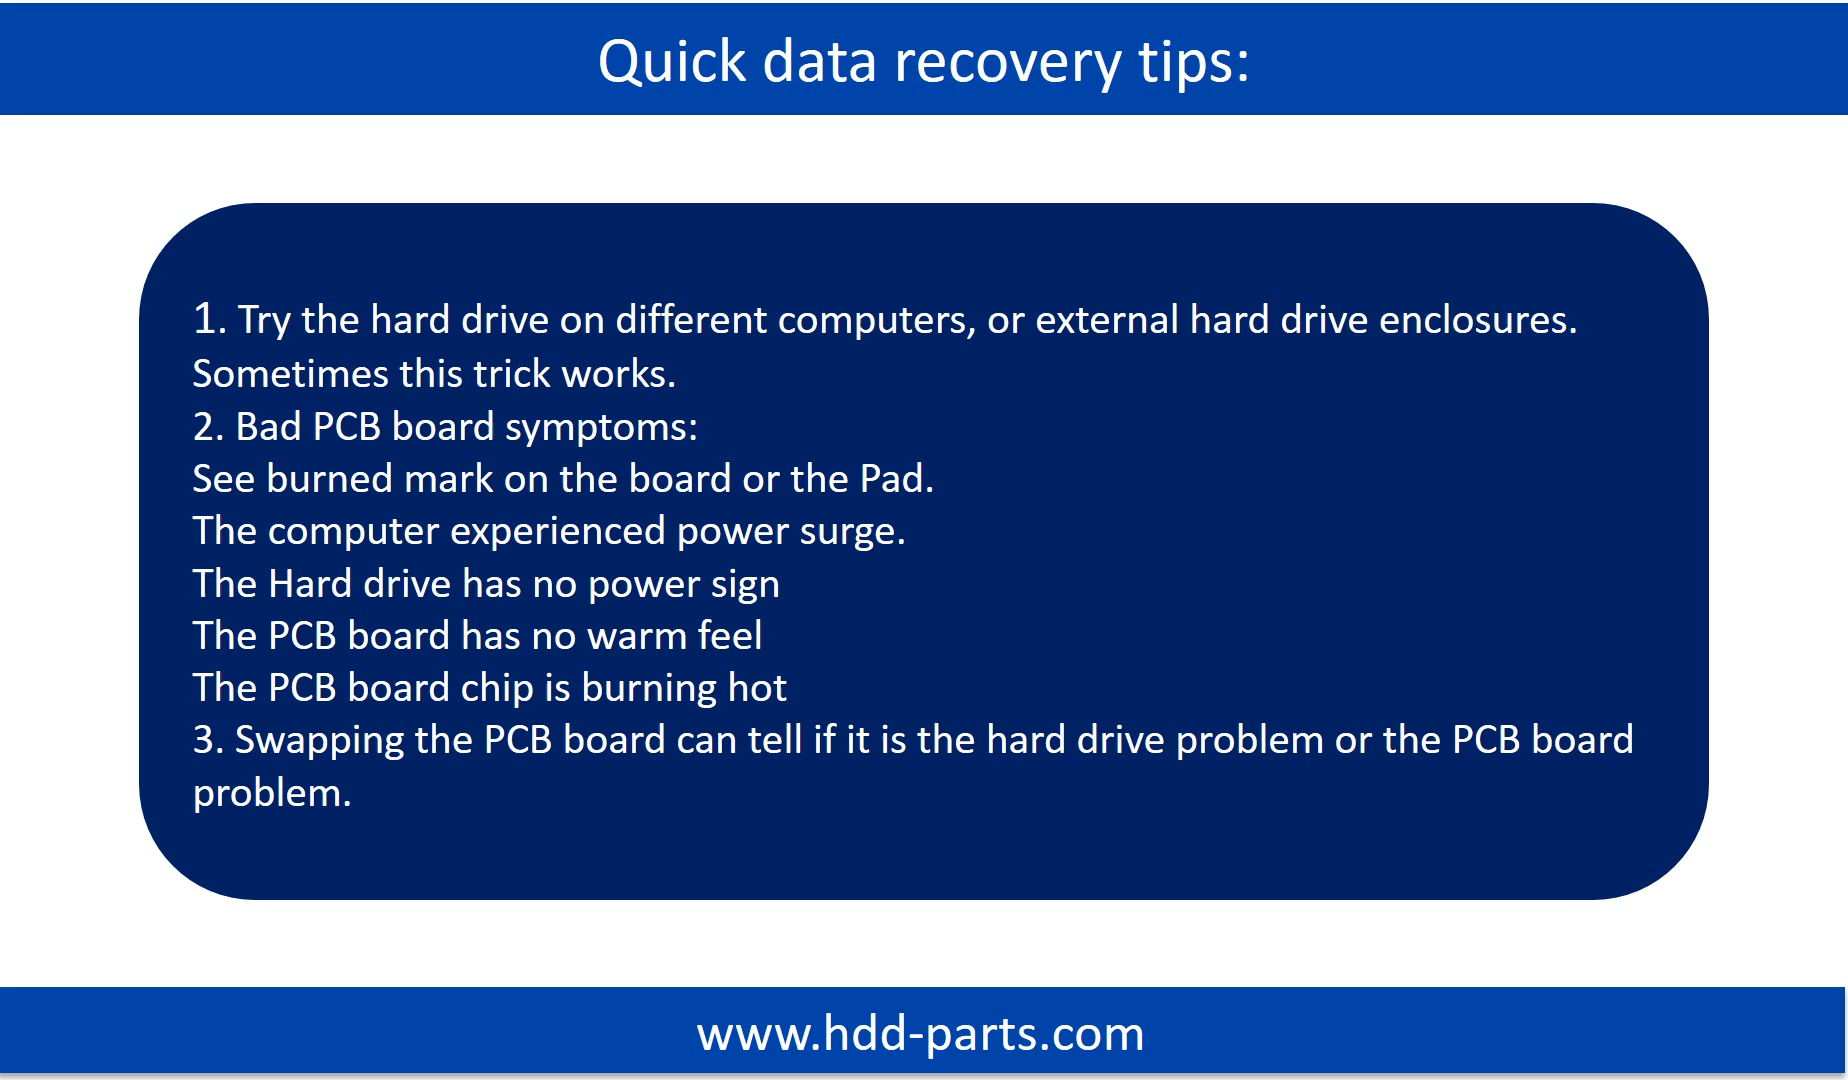 Quick data recovery tips:
1. Try the hard drive on different computers, or external hard drive enclosures.
Sometimes this trick works.
2. Bad PCB board symptoms:
See burned mark on the board or the Pad.
The computer experienced power surge.
The Hard drive has no power sign
The PCB board has no warm feel
The PCB board chip is burning hot
3. Swapping the PCB board can tell if it is the hard drive problem or the PCB board
problem.
www.hdd-parts.com